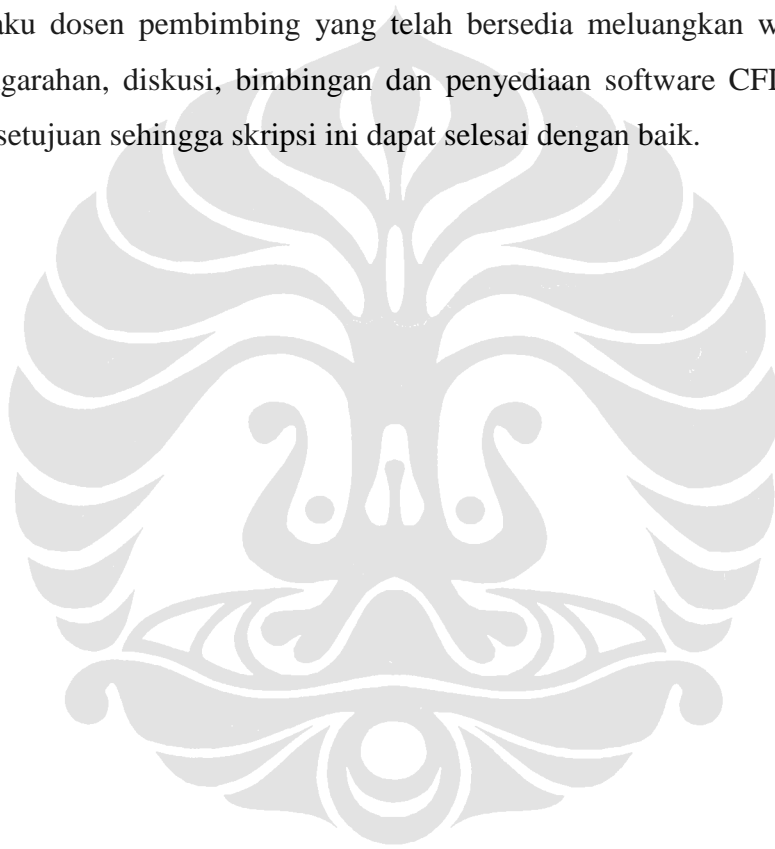 aku dosen pembimbing yang telah bersedia meluangkan w
garahan, diskusi, bimbingan dan penyediaan software CFD
setujuan sehingga skripsi ini dapat selesai dengan baik.